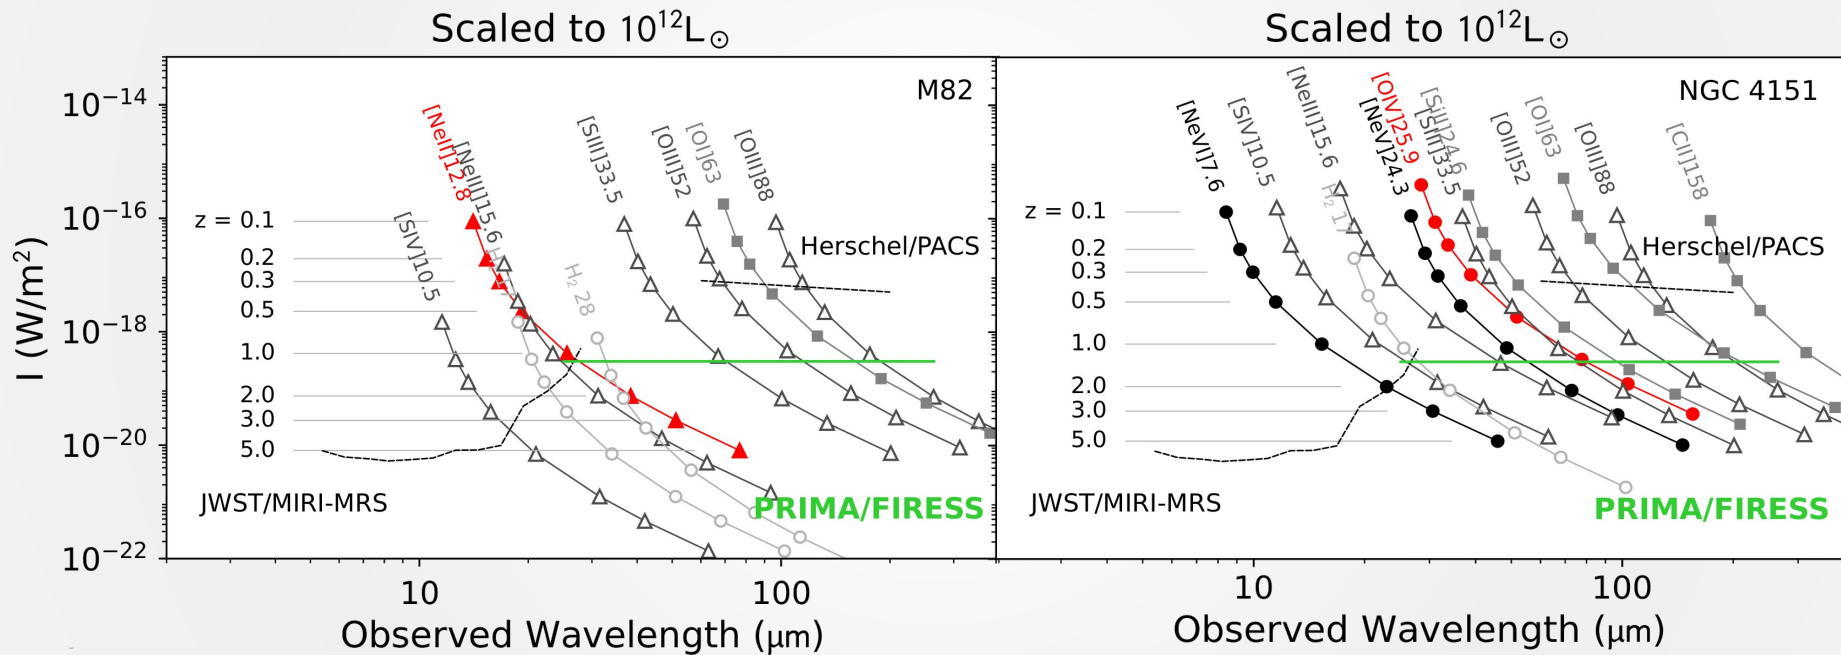 Scaled to 10¹²L⊙
M82
10⁻¹⁴
10⁻¹⁶
10⁻¹⁸
10⁻²⁰
10⁻²²
I (W/m²)
[NeII]12.8
[NeIII]15.6
[SIV]10.5
H₂ 28
[SIII]33.5
[OIII]52
[OI]63
[OIII]88
z = 0.1
0.2
0.3
0.5
1.0
2.0
3.0
5.0
Herschel/PACS
JWST/MIRI-MRS
PRIMA/FIRESS
10
100
Observed Wavelength (μm)
Scaled to 10¹²L⊙
NGC 4151
[NeVI]7.6
[SIV]10.5
[NeIII]15.6
H₂ 17
[NeV]24.3
[OIV]25.9
[SIII]33.5
[OIII]52
[OI]63
[OIII]88
[CII]158
z = 0.1
0.2
0.3
0.5
1.0
2.0
3.0
5.0
Herschel/PACS
JWST/MIRI-MRS
PRIMA/FIRESS
10
100
Observed Wavelength (μm)